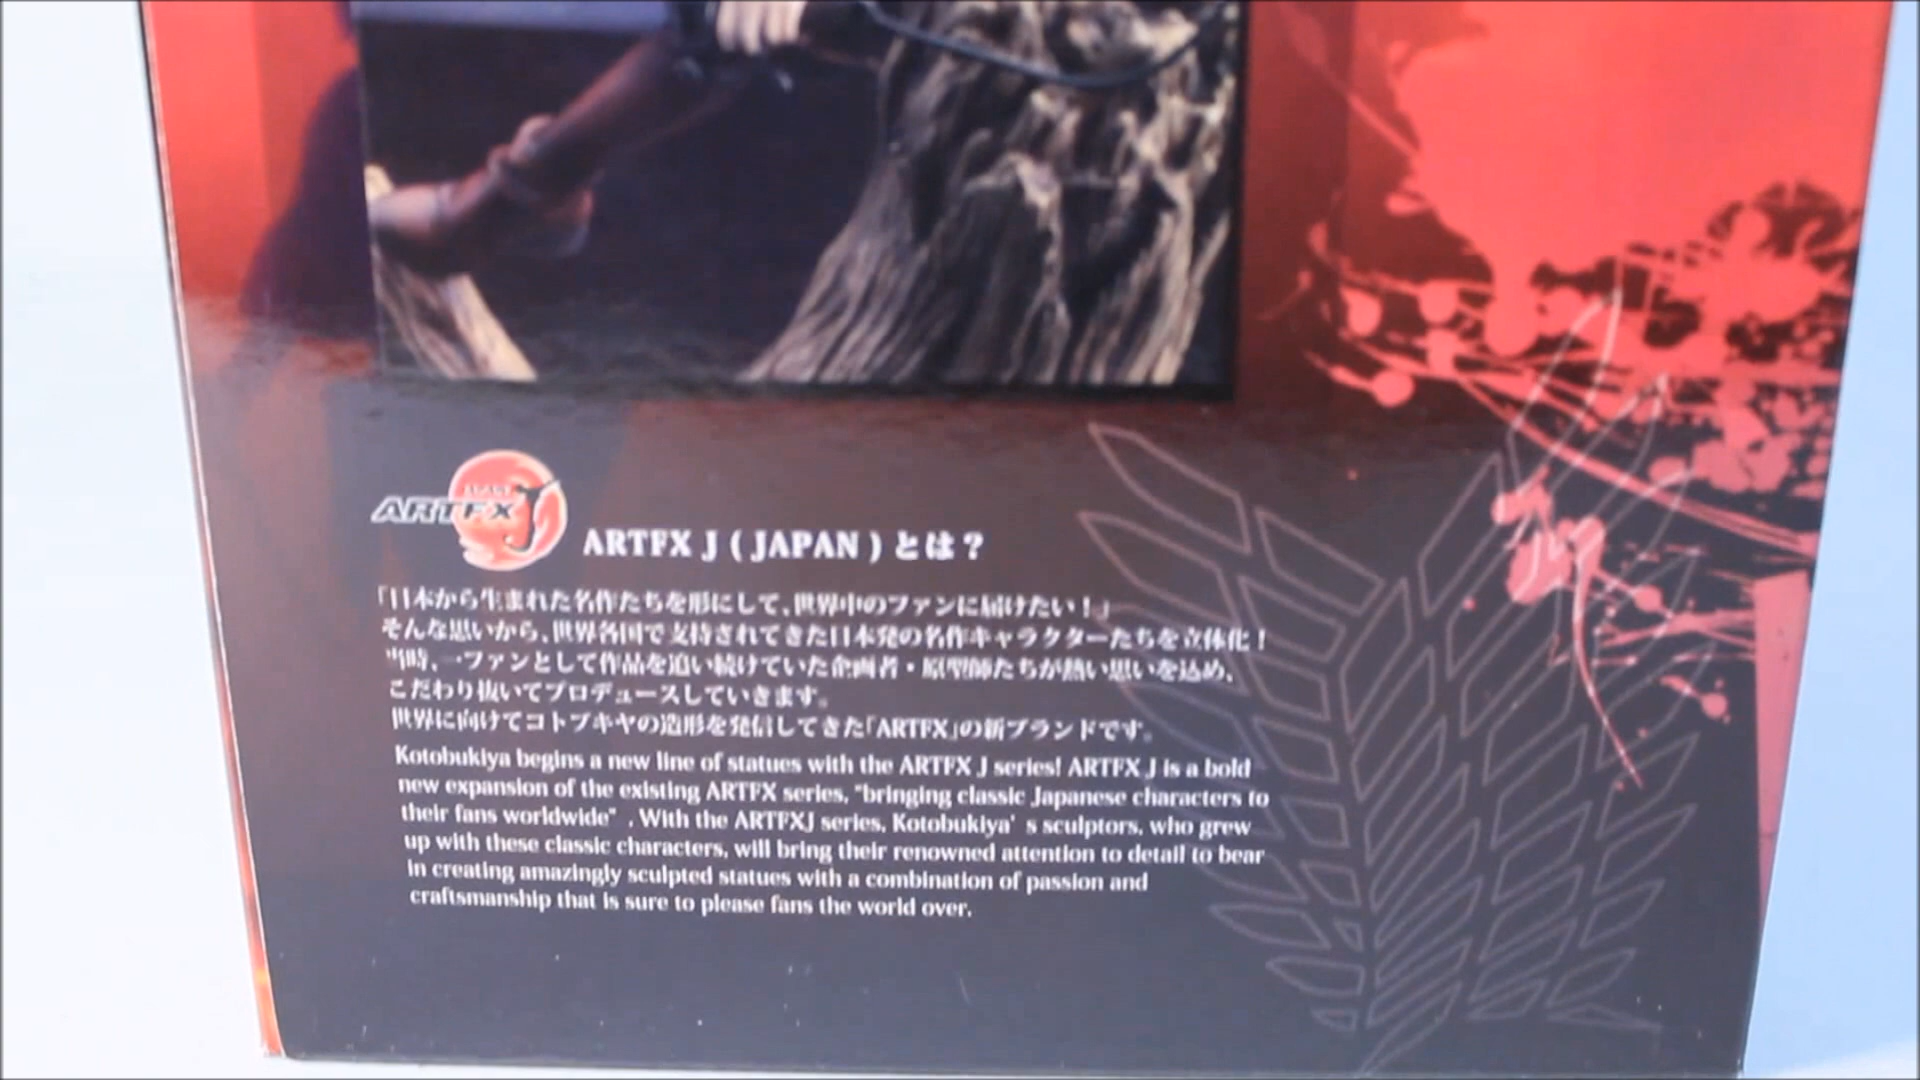 ARTFX J
ARTFX J ( JAPAN ) とは？
「日本から生まれた名作たちを形にして、世界中のファンに届けたい！」
そんな思いから、世界各国で支持されてきた日本発の名作キャラクターたちを立体化！
当時、一ファンとして作品を追い続けていた企画者・原型師たちが熱い思いを込め、
こだわり抜いてプロデュースしていきます。
世界に向けてコトブキヤの造形を発信してきた「ARTFX」の新ブランドです。
Kotobukiya begins a new line of statues with the ARTFX J series! ARTFX J is a bold
new expansion of the existing ARTFX series, "bringing classic Japanese characters to
their fans worldwide" . With the ARTFXJ series, Kotobukiya' s sculptors, who grew
up with these classic characters, will bring their renowned attention to detail to bear
in creating amazingly sculpted statues with a combination of passion and
craftsmanship that is sure to please fans the world over.